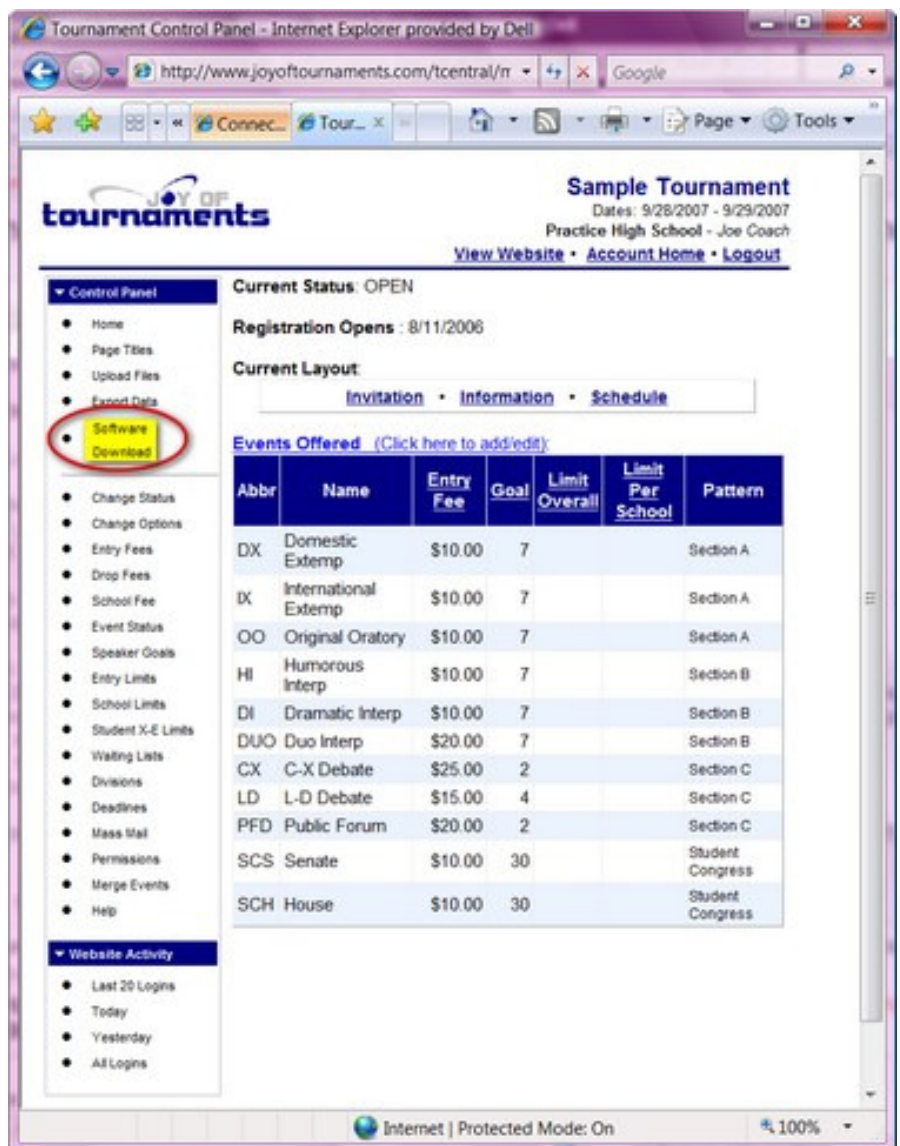 Tournament Control Panel - Internet Explorer provided by Dell
http://www.joyoftournaments.com/tcentral/m
Google
Connec...
Tour...
Page
Tools
JOY OF
tournaments
Sample Tournament
Dates: 9/28/2007 - 9/29/2007
Practice High School - Joe Coach
View Website • Account Home • Logout
Control Panel
Home
Page Titles
Upload Files
Export Data
Software
Download
Change Status
Change Options
Entry Fees
Drop Fees
School Fee
Event Status
Speaker Goals
Entry Limits
School Limits
Student X-E Limits
Waiting Lists
Divisions
Deadlines
Mass Mail
Permissions
Merge Events
Help
Website Activity
Last 20 Logins
Today
Yesterday
All Logins
Current Status: OPEN
Registration Opens : 8/11/2006
Current Layout:
Invitation • Information • Schedule
Events Offered (Click here to add/edit):
Abbr Name Entry Fee Goal Limit Overall Limit Per School Pattern
DX Domestic Extemp $10.00 7 Section A
IX International Extemp $10.00 7 Section A
OO Original Oratory $10.00 7 Section A
HI Humorous Interp $10.00 7 Section B
DI Dramatic Interp $10.00 7 Section B
DUO Duo Interp $20.00 7 Section B
CX C-X Debate $25.00 2 Section C
LD L-D Debate $15.00 4 Section C
PFD Public Forum $20.00 2 Section C
SCS Senate $10.00 30 Student Congress
SCH House $10.00 30 Student Congress
Internet | Protected Mode: On
100%